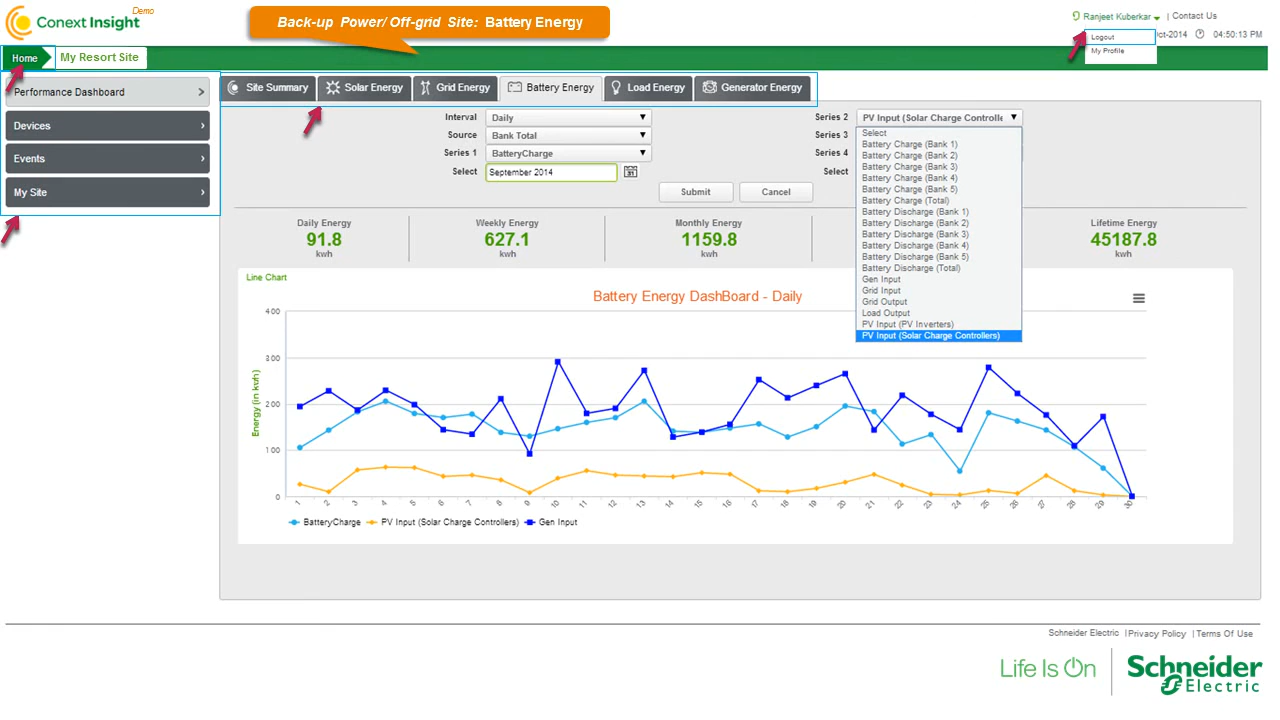 Conext Insight
Demo
Back-up Power/ Off-grid Site: Battery Energy
Ranjeet Kuberkar | Contact Us
Oct-2014 04:50:13 PM
Logout
My Profile
Home
My Resort Site
Performance Dashboard
Devices
Events
My Site
Site Summary
Solar Energy
Grid Energy
Battery Energy
Load Energy
Generator Energy
Interval Daily
Source Bank Total
Series 1 BatteryCharge
Select September 2014
Series 2 PV Input (Solar Charge Controlle
Series 3
Series 4
Select
Submit
Cancel
Select
Battery Charge (Bank 1)
Battery Charge (Bank 2)
Battery Charge (Bank 3)
Battery Charge (Bank 4)
Battery Charge (Bank 5)
Battery Charge (Total)
Battery Discharge (Bank 1)
Battery Discharge (Bank 2)
Battery Discharge (Bank 3)
Battery Discharge (Bank 4)
Battery Discharge (Bank 5)
Battery Discharge (Total)
Gen Input
Grid Input
Grid Output
Load Output
PV Input (PV Inverters)
PV Input (Solar Charge Controllers)
Daily Energy
91.8
kwh
Weekly Energy
627.1
kwh
Monthly Energy
1159.8
kwh
Lifetime Energy
45187.8
kwh
Line Chart
Battery Energy DashBoard - Daily
Energy (in kwh)
400
300
200
100
0
1 2 3 4 5 6 7 8 9 10 11 12 13 14 15 16 17 18 19 20 21 22 23 24 25 26 27 28 29 30
BatteryCharge PV Input (Solar Charge Controllers) Gen Input
Schneider Electric | Privacy Policy | Terms Of Use
Life Is On
Schneider
Electric